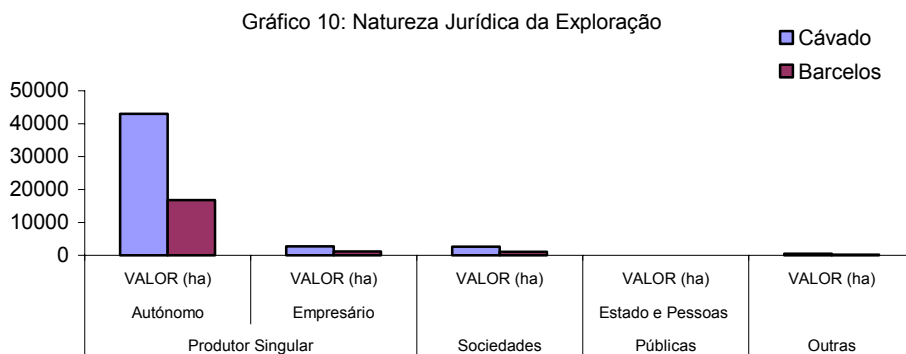 Gráfico 10: Natureza Jurídica da Exploração
Cávado
Barcelos
50000
40000
30000
20000
10000
0
VALOR (ha) VALOR (ha) VALOR (ha) VALOR (ha) VALOR (ha)
Autónomo Empresário Estado e Pessoas
Produtor Singular Sociedades Públicas Outras